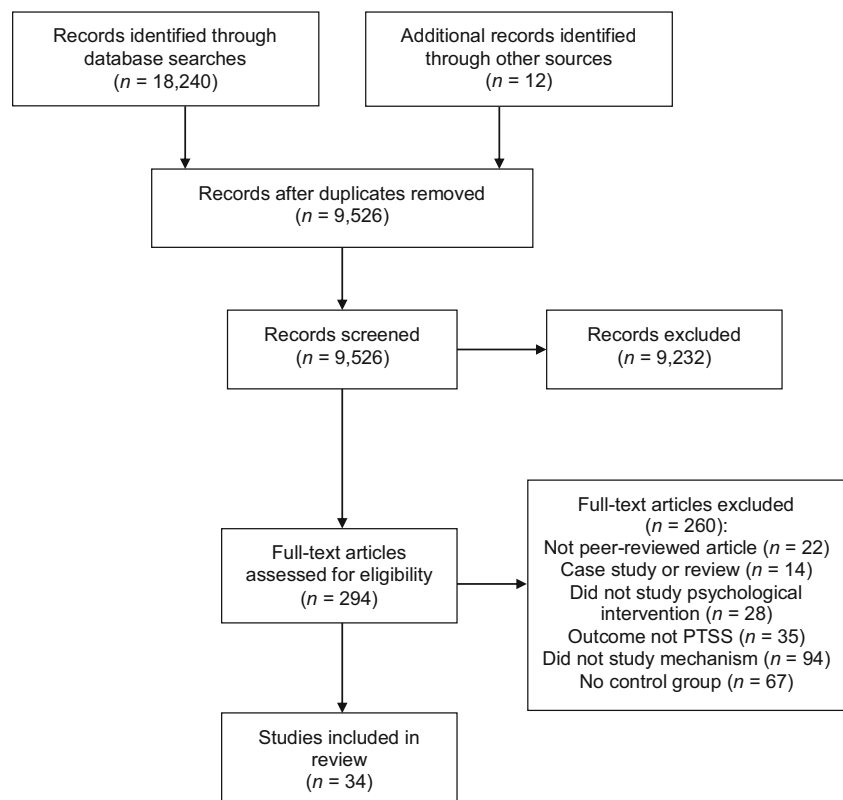 Records identified through
database searches
(n = 18,240)
Additional records identified
through other sources
(n = 12)
Records after duplicates removed
(n = 9,526)
Records screened
(n = 9,526)
Records excluded
(n = 9,232)
Full-text articles
assessed for eligibility
(n = 294)
Full-text articles excluded
(n = 260):
Not peer-reviewed article (n = 22)
Case study or review (n = 14)
Did not study psychological
intervention (n = 28)
Outcome not PTSS (n = 35)
Did not study mechanism (n = 94)
No control group (n = 67)
Studies included in
review
(n = 34)